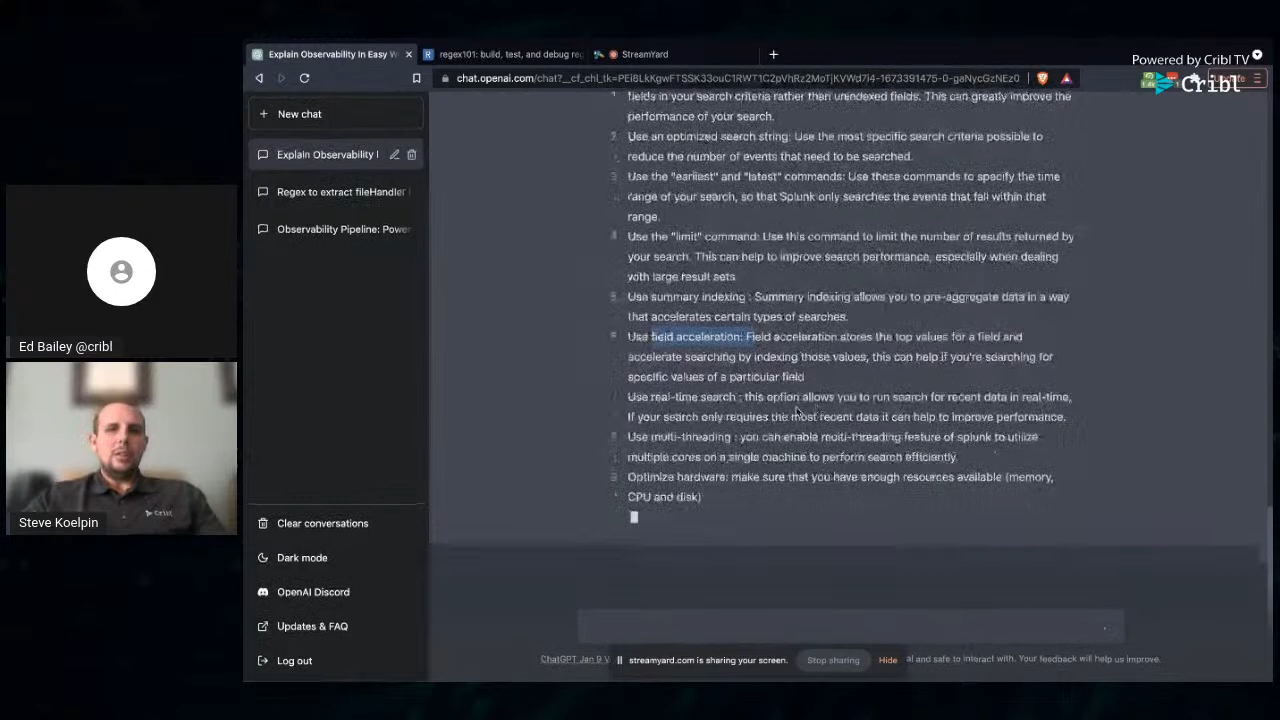 Explain Observability In Easy W
regex101: build, test, and debug reg
StreamYard
Powered by Cribl TV
Cribl
chat.openai.com/chat?__cf_chl_tk=
New chat
Explain Observability I
Regex to extract fileHandler
Observability Pipeline: Power
fields in your search criteria rather than unindexed fields. This can greatly improve the
performance of your search.
Use an optimized search string: Use the most specific search criteria possible to
reduce the number of events that need to be searched.
Use the "earliest" and "latest" commands: Use these commands to specify the time
range of your search, so that Splunk only searches the events that fall within that
range.
Use the "limit" command: Use this command to limit the number of results returned by
your search. This can help to improve search performance, especially when dealing
with large result sets.
Use summary indexing : Summary indexing allows you to pre-aggregate data in a way
that accelerates certain types of searches.
Use field acceleration: Field acceleration stores the top values for a field and
accelerate searching by indexing those values, this can help if you're searching for
specific values of a particular field
Use real-time search : this option allows you to run search for recent data in real-time,
If your search only requires the most recent data it can help to improve performance.
Use multi-threading : you can enable multi-threading feature of splunk to utilize
multiple cores on a single machine to perform search efficiently.
Optimize hardware: make sure that you have enough resources available (memory,
CPU and disk)
Ed Bailey @cribl
Cribl
Steve Koelpin
Clear conversations
Dark mode
OpenAI Discord
Updates & FAQ
Log out
ChatGPT Jan 9 V
streamyard.com is sharing your screen.
Stop sharing
Hide
al and safe to interact with. Your feedback will help us improve.